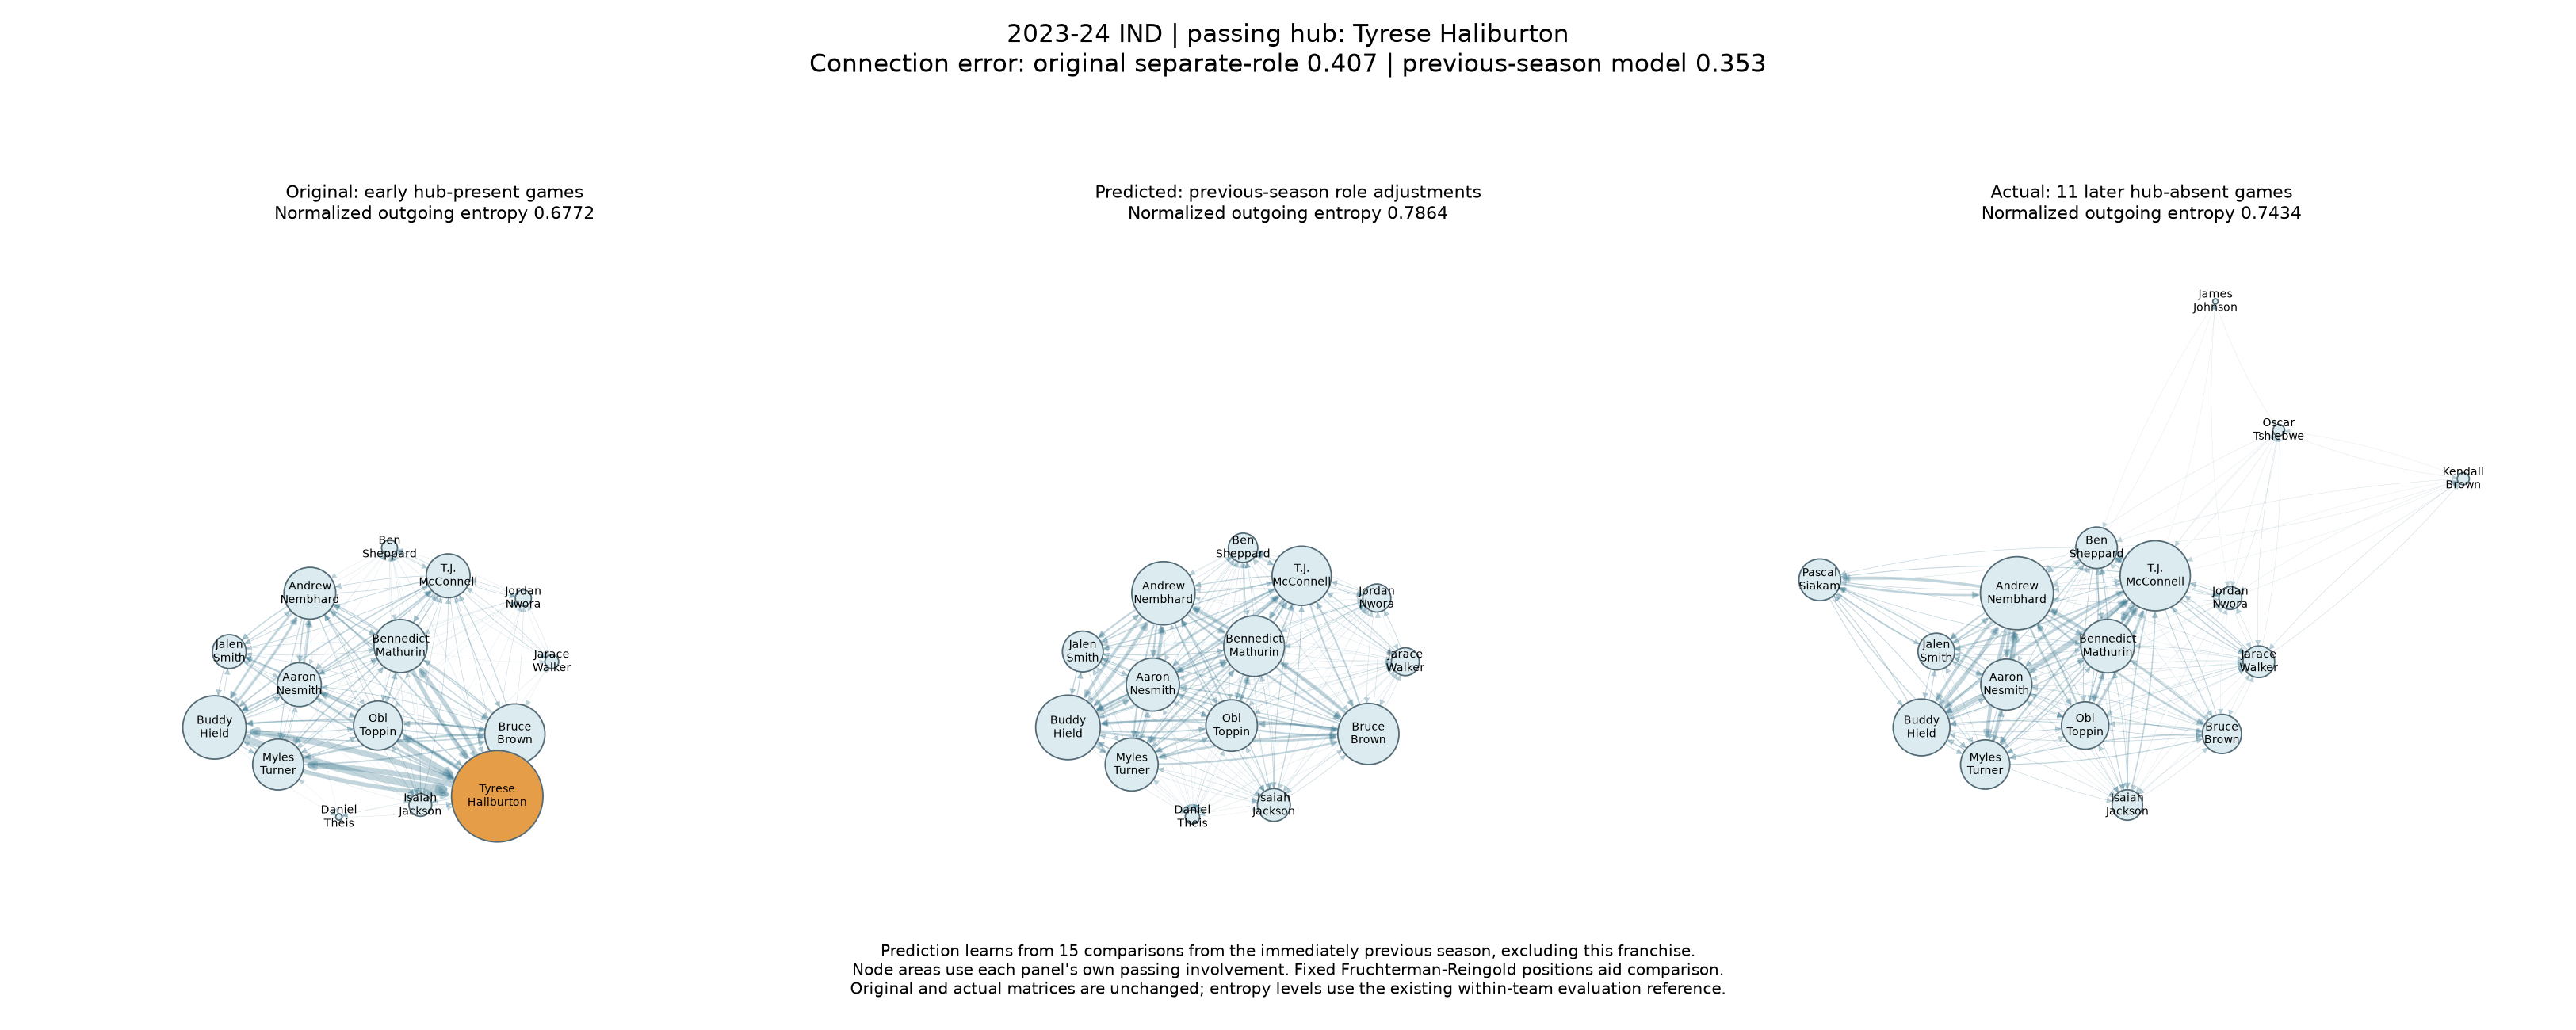 2023-24 IND | passing hub: Tyrese Haliburton
Connection error: original separate-role 0.407 | previous-season model 0.353
Original: early hub-present games
Normalized outgoing entropy 0.6772
Ben
Sheppard
T.J.
McConnell
Andrew
Nembhard
Jordan
Nwora
Jalen
Smith
Bennedict
Mathurin
Jarace
Walker
Aaron
Nesmith
Buddy
Hield
Obi
Toppin
Bruce
Brown
Myles
Turner
Tyrese
Haliburton
Isaiah
Jackson
Daniel
Theis
Predicted: previous-season role adjustments
Normalized outgoing entropy 0.7864
Ben
Sheppard
T.J.
McConnell
Andrew
Nembhard
Jordan
Nwora
Jalen
Smith
Bennedict
Mathurin
Jarace
Walker
Aaron
Nesmith
Buddy
Hield
Obi
Toppin
Bruce
Brown
Myles
Turner
Isaiah
Jackson
Daniel
Theis
Actual: 11 later hub-absent games
Normalized outgoing entropy 0.7434
James
Johnson
Oscar
Tshiebwe
Kendall
Brown
Ben
Sheppard
T.J.
McConnell
Pascal
Siakam
Andrew
Nembhard
Jordan
Nwora
Jalen
Smith
Bennedict
Mathurin
Jarace
Walker
Aaron
Nesmith
Buddy
Hield
Obi
Toppin
Bruce
Brown
Myles
Turner
Isaiah
Jackson
Prediction learns from 15 comparisons from the immediately previous season, excluding this franchise.
Node areas use each panel's own passing involvement. Fixed Fruchterman-Reingold positions aid comparison.
Original and actual matrices are unchanged; entropy levels use the existing within-team evaluation reference.